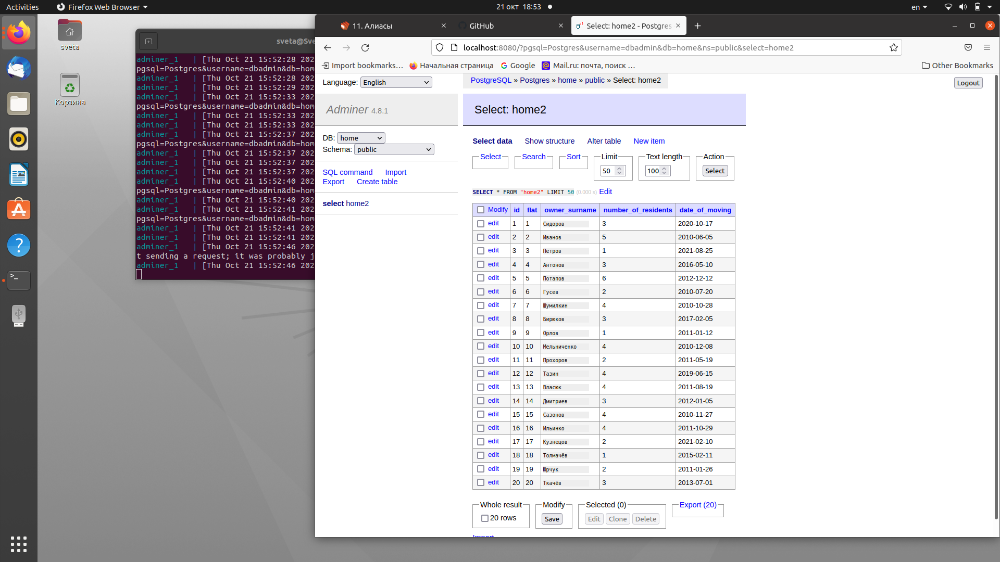 Activities
Firefox Web Browser
21 окт 18:53
en
sveta
Корзина
sveta@Sve
adminer_1 | [Thu Oct 21 15:52:28 202
pgsql=Postgres&username=dbadmin&db=hom
adminer_1 | [Thu Oct 21 15:52:28 202
adminer_1 | [Thu Oct 21 15:52:29 202
adminer_1 | [Thu Oct 21 15:52:33 202
pgsql=Postgres&username=dbadmin&db=hom
adminer_1 | [Thu Oct 21 15:52:33 202
adminer_1 | [Thu Oct 21 15:52:33 202
adminer_1 | [Thu Oct 21 15:52:37 202
pgsql=Postgres&username=dbadmin&db=hom
adminer_1 | [Thu Oct 21 15:52:37 202
adminer_1 | [Thu Oct 21 15:52:37 202
adminer_1 | [Thu Oct 21 15:52:37 202
adminer_1 | [Thu Oct 21 15:52:40 202
pgsql=Postgres&username=dbadmin&db=hom
adminer_1 | [Thu Oct 21 15:52:40 202
adminer_1 | [Thu Oct 21 15:52:41 202
pgsql=Postgres&username=dbadmin&db=hom
adminer_1 | [Thu Oct 21 15:52:41 202
adminer_1 | [Thu Oct 21 15:52:41 202
adminer_1 | [Thu Oct 21 15:52:46 202
t sending a request; it was probably j
adminer_1 | [Thu Oct 21 15:52:46 202
11. Алиасы
GitHub
Select: home2 - Postgres
localhost:8080/?pgsql=Postgres&username=dbadmin&db=home&ns=public&select=home2
Import bookmarks… Начальная страница Google Mail.ru: почта, поиск … Other Bookmarks
Language: English
PostgreSQL » Postgres » home » public » Select: home2
Logout
Adminer 4.8.1
Select: home2
DB: home
Schema: public
SQL command Import
Export Create table
select home2
Select data Show structure Alter table New item
Select Search Sort Limit Text length Action
50 100 Select
SELECT * FROM "home2" LIMIT 50 (0.000 s) Edit
Modify id flat owner_surname number_of_residents date_of_moving
edit 1 1 Сидоров 3 2020-10-17
edit 2 2 Иванов 5 2010-06-05
edit 3 3 Петров 1 2021-08-25
edit 4 4 Антонов 3 2016-05-10
edit 5 5 Потапов 6 2012-12-12
edit 6 6 Гусев 2 2010-07-20
edit 7 7 Шумилкин 4 2010-10-28
edit 8 8 Бирюков 3 2017-02-05
edit 9 9 Орлов 1 2011-01-12
edit 10 10 Мельниченко 4 2010-12-08
edit 11 11 Прохоров 2 2011-05-19
edit 12 12 Тазин 4 2019-06-15
edit 13 13 Власюк 4 2011-08-19
edit 14 14 Дмитриев 3 2012-01-05
edit 15 15 Сазонов 4 2010-11-27
edit 16 16 Ильинко 4 2011-10-29
edit 17 17 Кузнецов 2 2021-02-10
edit 18 18 Толмачёв 1 2015-02-11
edit 19 19 Юрчук 2 2011-01-26
edit 20 20 Ткачёв 3 2013-07-01
Whole result Modify Selected (0) Export (20)
20 rows Save Edit Clone Delete
Import